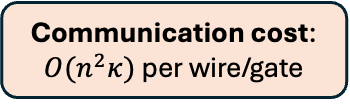 Communication cost:
O(n²κ) per wire/gate